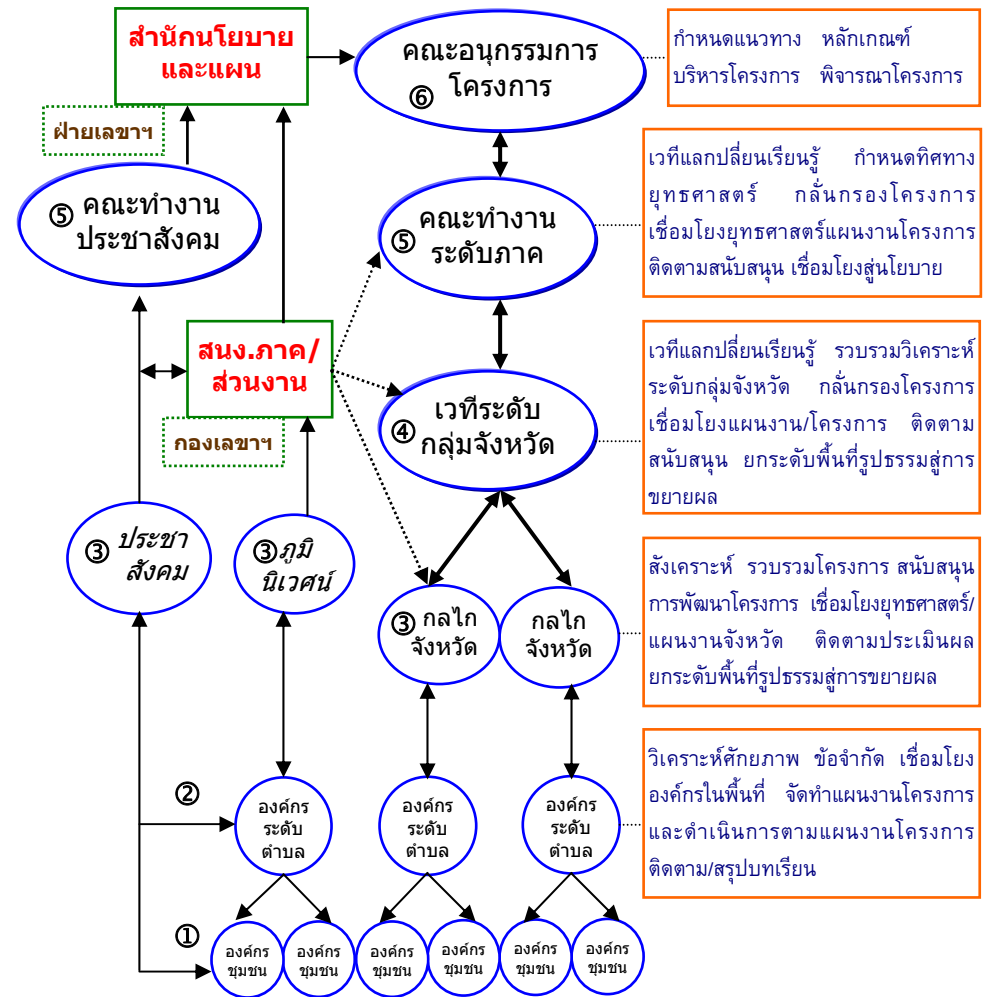 สำนักนโยบาย
และแผน
ฝ่ายเลขาฯ
คณะอนุกรรมการ
⑥ โครงการ
กำหนดแนวทาง หลักเกณฑ์
บริหารโครงการ พิจารณาโครงการ
⑤ คณะทำงาน
ประชาสังคม
คณะทำงาน
⑤ ระดับภาค
เวทีแลกเปลี่ยนเรียนรู้ กำหนดทิศทาง
ยุทธศาสตร์ กลั่นกรองโครงการ
เชื่อมโยงยุทธศาสตร์แผนงานโครงการ
ติดตามสนับสนุน เชื่อมโยงสู่นโยบาย
สนง.ภาค/
ส่วนงาน
กองเลขาฯ
เวทีระดับ
④ กลุ่มจังหวัด
เวทีแลกเปลี่ยนเรียนรู้ รวบรวมวิเคราะห์
ระดับกลุ่มจังหวัด กลั่นกรองโครงการ
เชื่อมโยงแผนงาน/โครงการ ติดตาม
สนับสนุน ยกระดับพื้นที่รูปธรรมสู่การ
ขยายผล
③ ประชา
สังคม
③ ภูมิ
นิเวศน์
③ กลไก
จังหวัด
กลไก
จังหวัด
สังเคราะห์ รวบรวมโครงการ สนับสนุน
การพัฒนาโครงการ เชื่อมโยงยุทธศาสตร์/
แผนงานจังหวัด ติดตามประเมินผล
ยกระดับพื้นที่รูปธรรมสู่การขยายผล
②
องค์กร
ระดับ
ตำบล
องค์กร
ระดับ
ตำบล
องค์กร
ระดับ
ตำบล
วิเคราะห์ศักยภาพ ข้อจำกัด เชื่อมโยง
องค์กรในพื้นที่ จัดทำแผนงานโครงการ
และดำเนินการตามแผนงานโครงการ
ติดตาม/สรุปบทเรียน
①
องค์กร
ชุมชน
องค์กร
ชุมชน
องค์กร
ชุมชน
องค์กร
ชุมชน
องค์กร
ชุมชน
องค์กร
ชุมชน